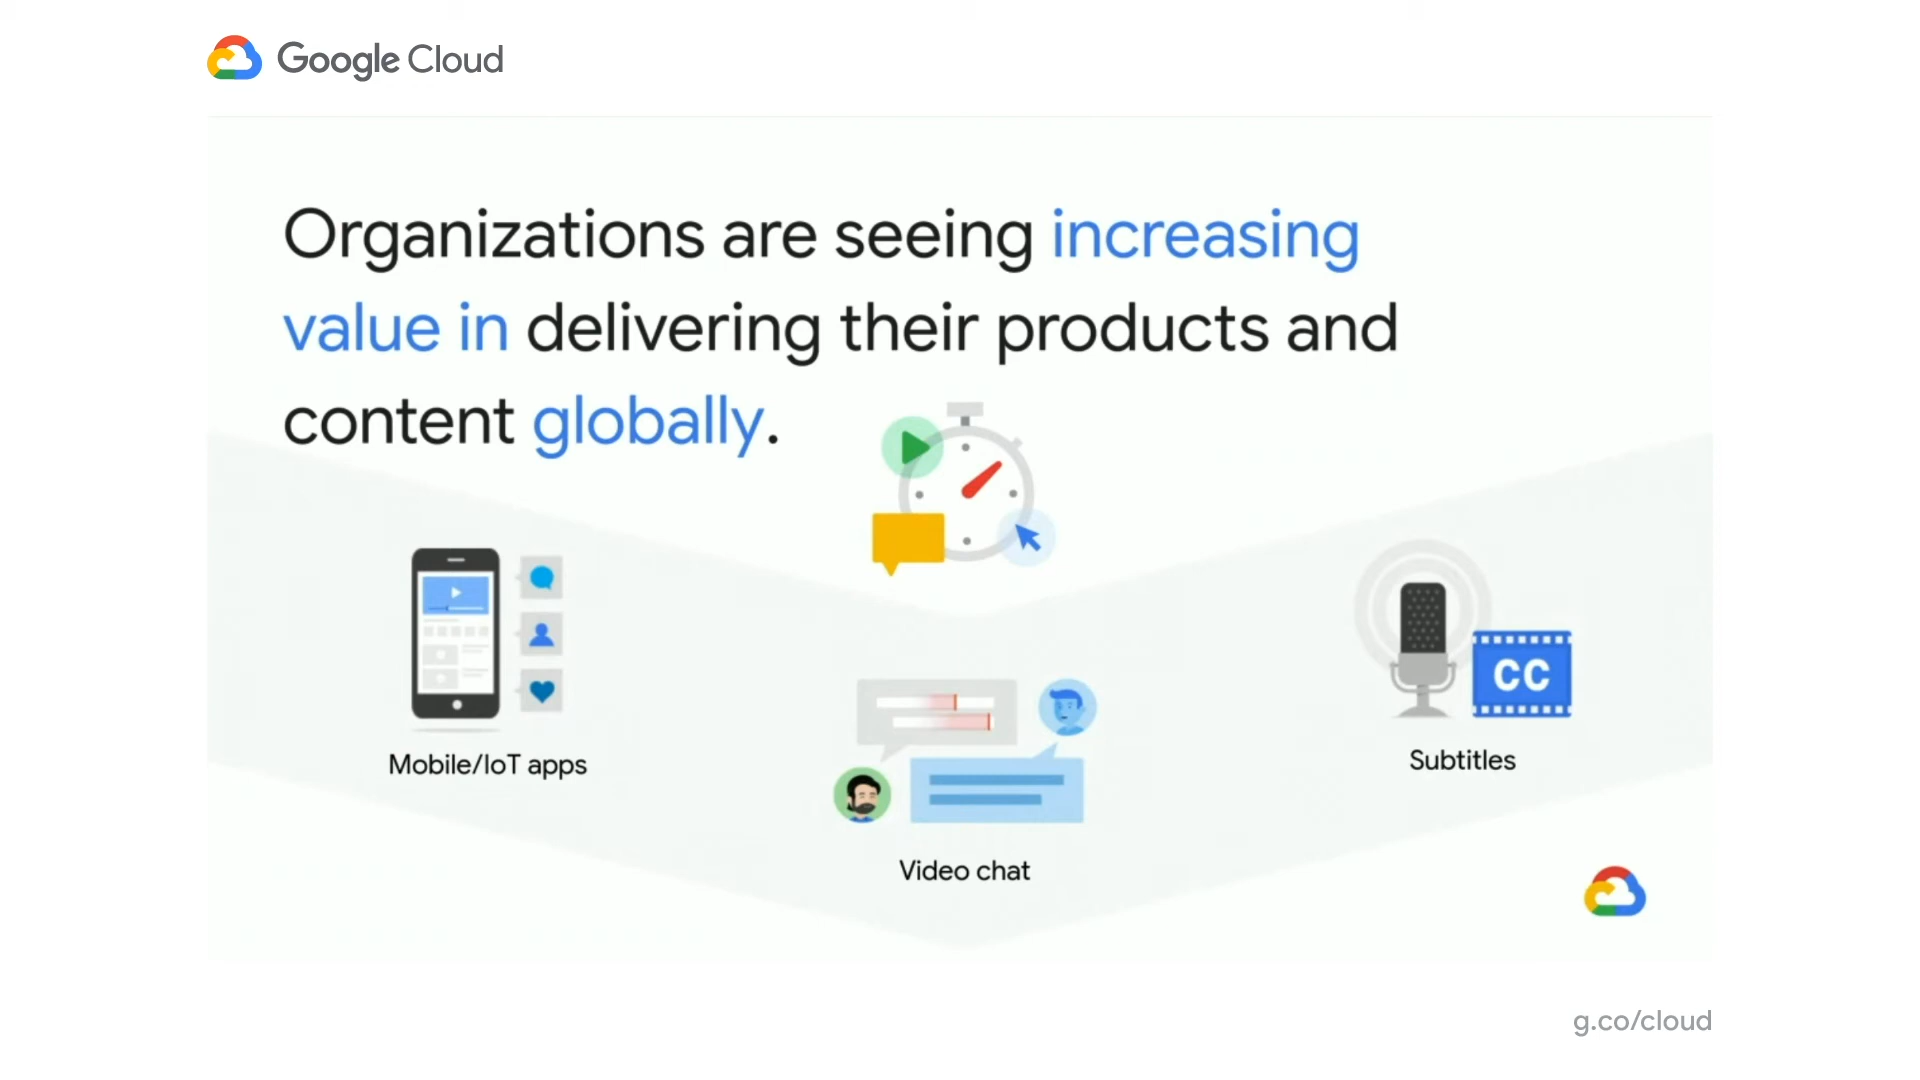 Google Cloud
Organizations are seeing increasing
value in delivering their products and
content globally.
CC
Mobile/IoT apps
Subtitles
Video chat
g.co/cloud